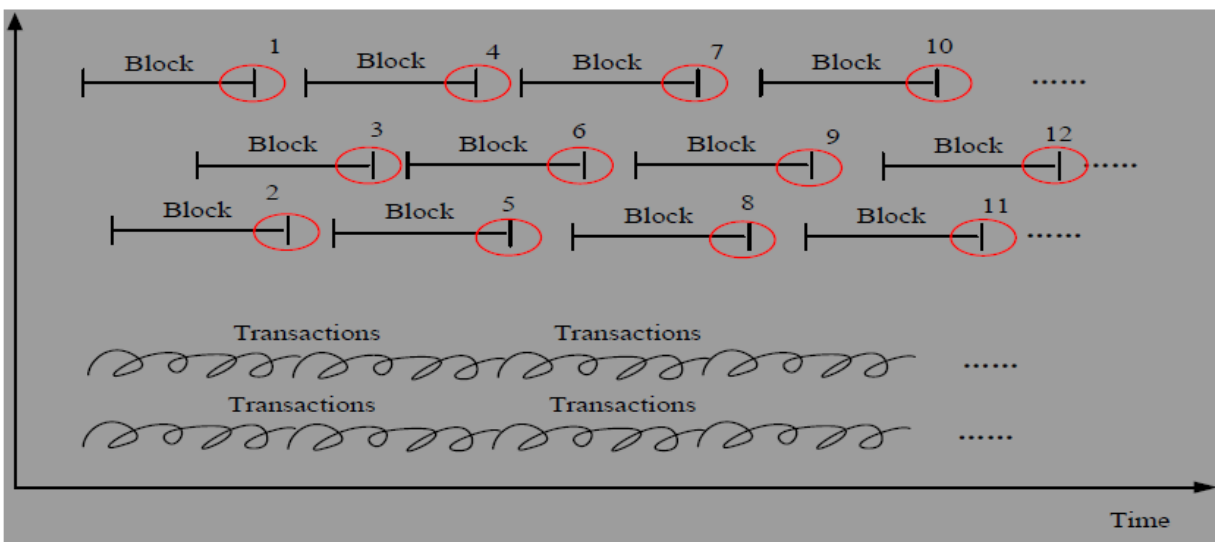 1 4 7 10
Block Block Block Block ......
3 6 9 12
Block Block Block Block ......
2 5 8 11
Block Block Block Block ......
Transactions Transactions
......
Transactions Transactions
......
Time